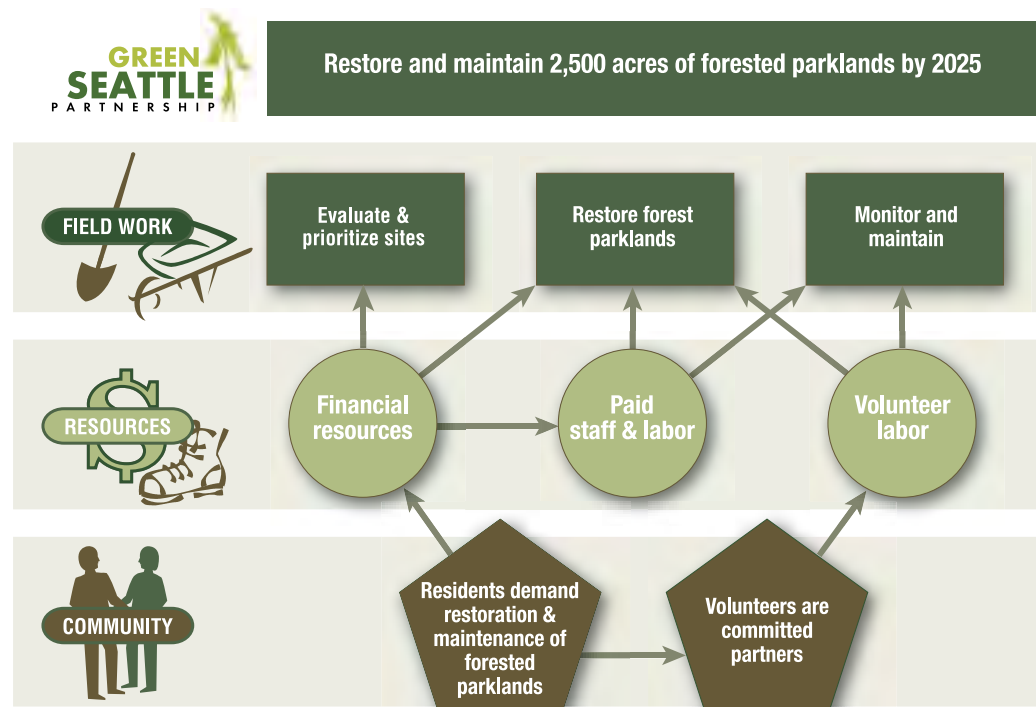 GREEN
SEATTLE
PARTNERSHIP
Restore and maintain 2,500 acres of forested parklands by 2025
FIELD WORK
Evaluate &
prioritize sites
Restore forest
parklands
Monitor and
maintain
RESOURCES
Financial
resources
Paid
staff & labor
Volunteer
labor
COMMUNITY
Residents demand
restoration &
maintenance of
forested
parklands
Volunteers are
committed
partners